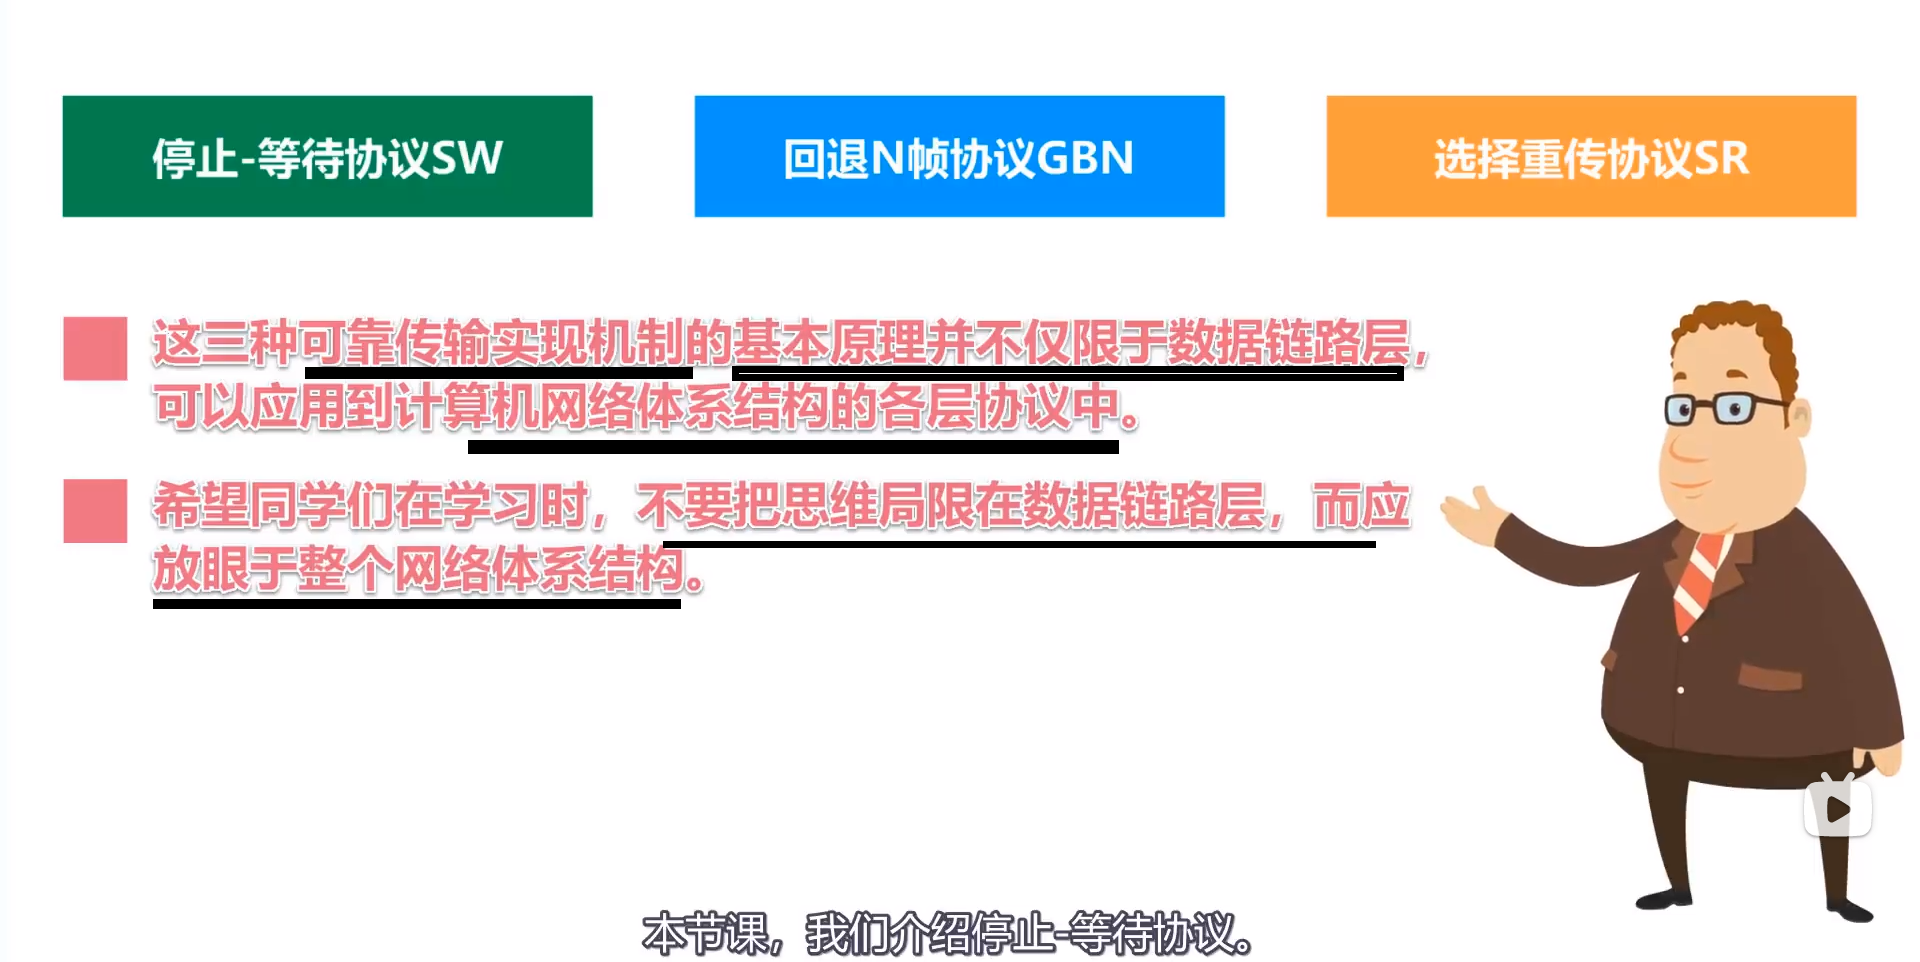 停止-等待协议SW
回退N帧协议GBN
选择重传协议SR
这三种可靠传输实现机制的基本原理并不仅限于数据链路层，
可以应用到计算机网络体系结构的各层协议中。
希望同学们在学习时，不要把思维局限在数据链路层，而应
放眼于整个网络体系结构。
本节课，我们介绍停止-等待协议。